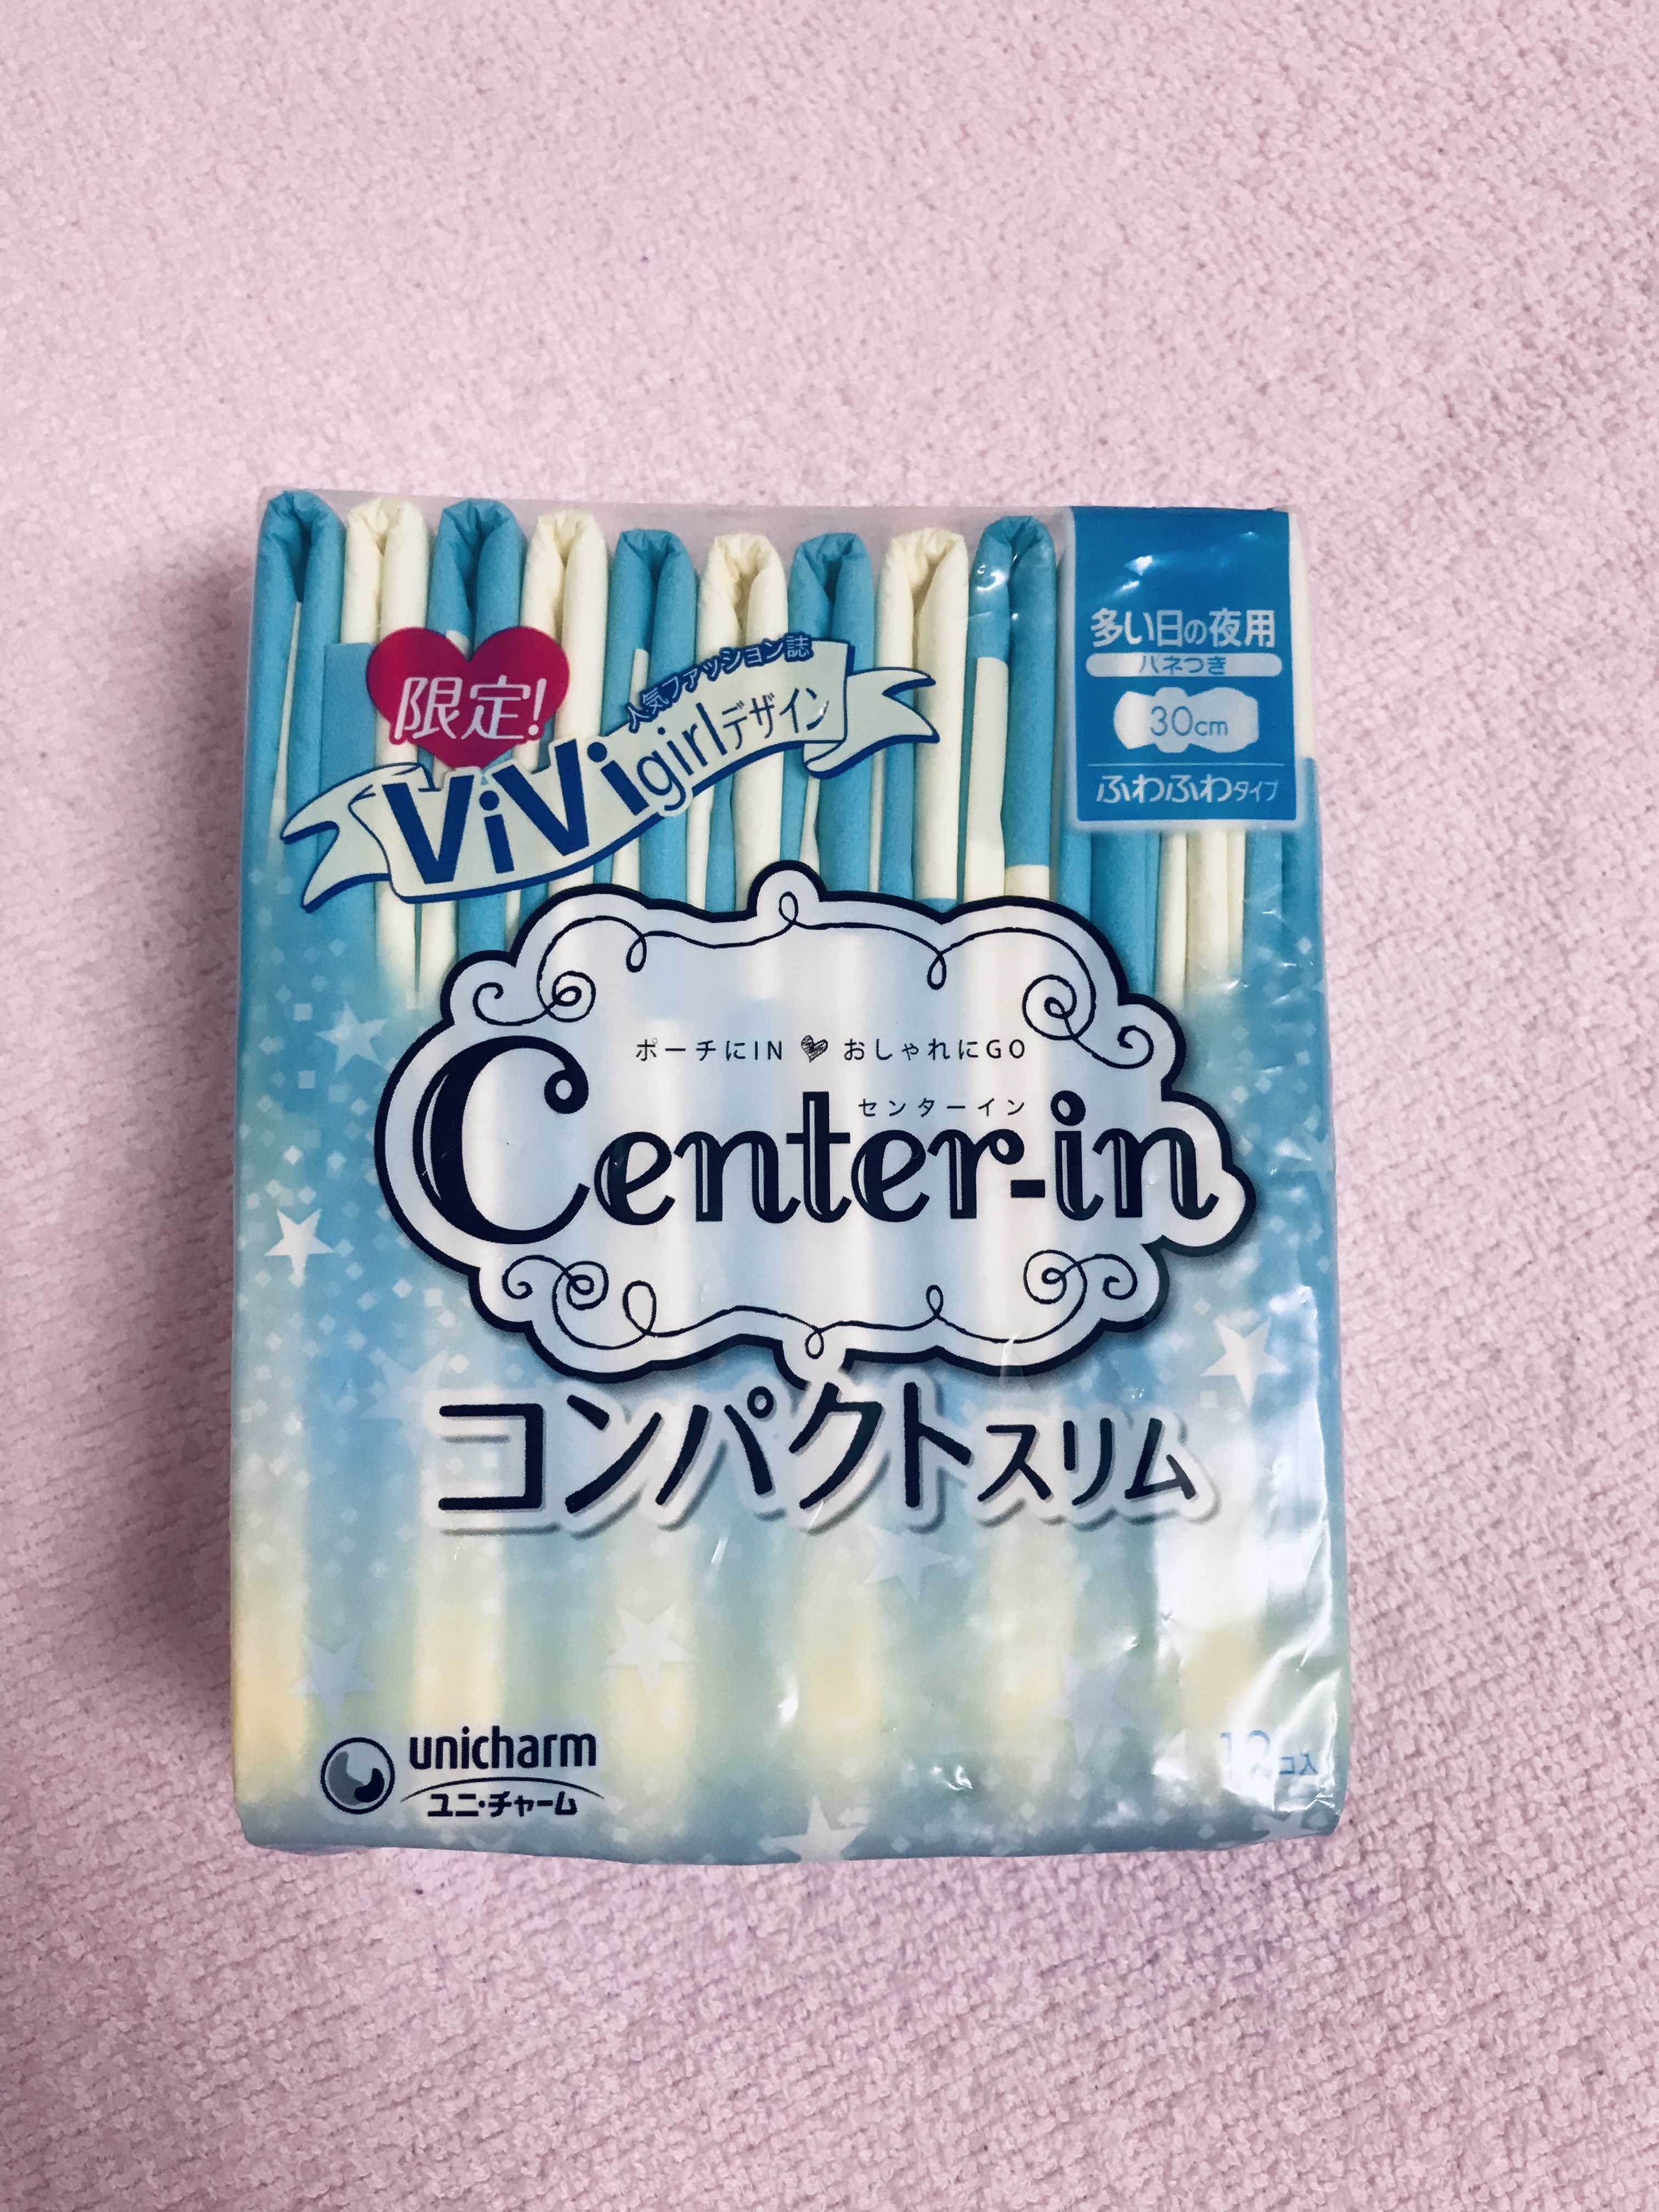 限定!
人気ファッション誌
ViVigirlデザイン
多い日の夜用
ハネつき
30cm
ふわふわタイプ
ポーチにIN おしゃれにGO
センターイン
Center-in
コンパクトスリム
unicharm
ユニ・チャーム
12コ入